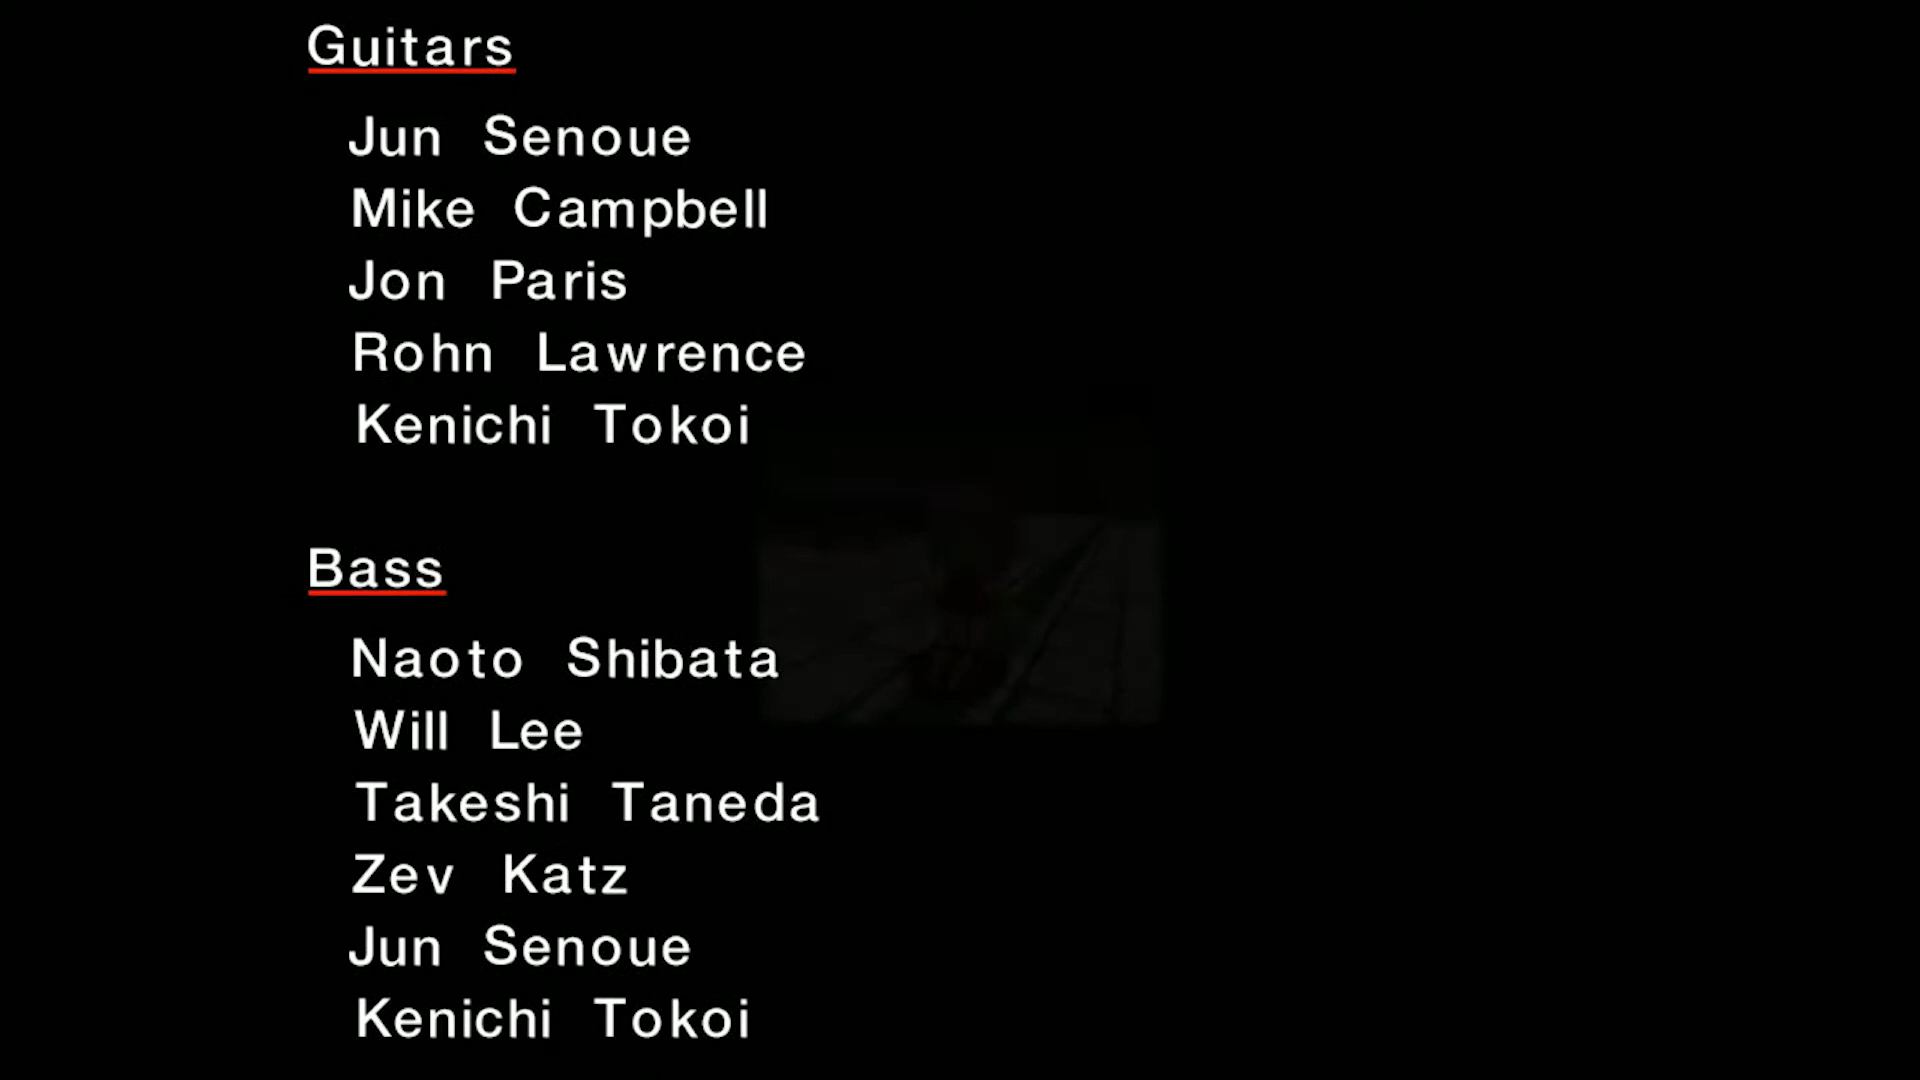 Guitars
Jun Senoue
Mike Campbell
Jon Paris
Rohn Lawrence
Kenichi Tokoi
Bass
Naoto Shibata
Will Lee
Takeshi Taneda
Zev Katz
Jun Senoue
Kenichi Tokoi